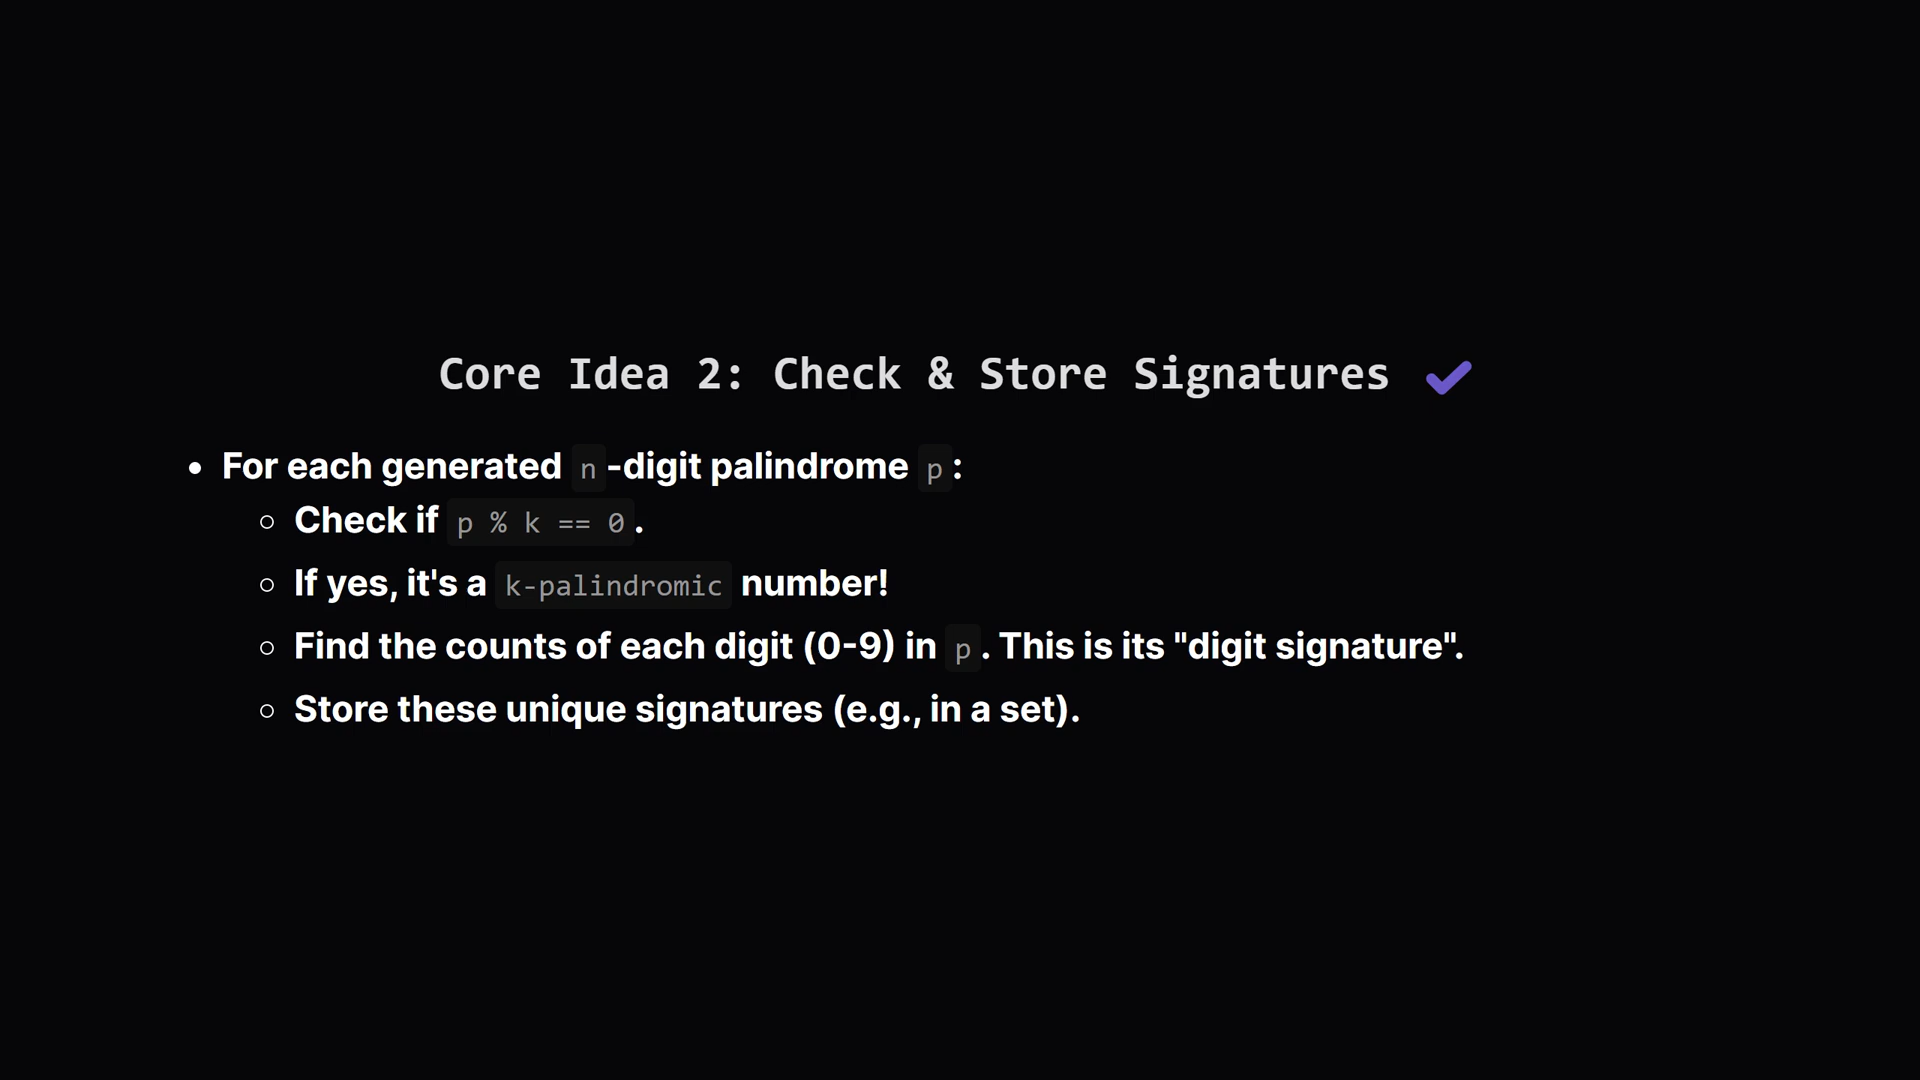 Core Idea 2: Check & Store Signatures ✔
• For each generated n-digit palindrome p:
◦ Check if p % k == 0.
◦ If yes, it's a k-palindromic number!
◦ Find the counts of each digit (0-9) in p. This is its "digit signature".
◦ Store these unique signatures (e.g., in a set).